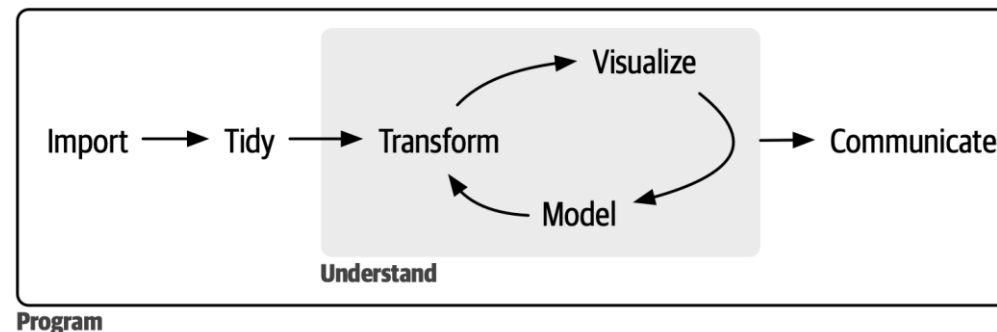 Visualize
Import Tidy Transform Communicate
Model
Understand
Program